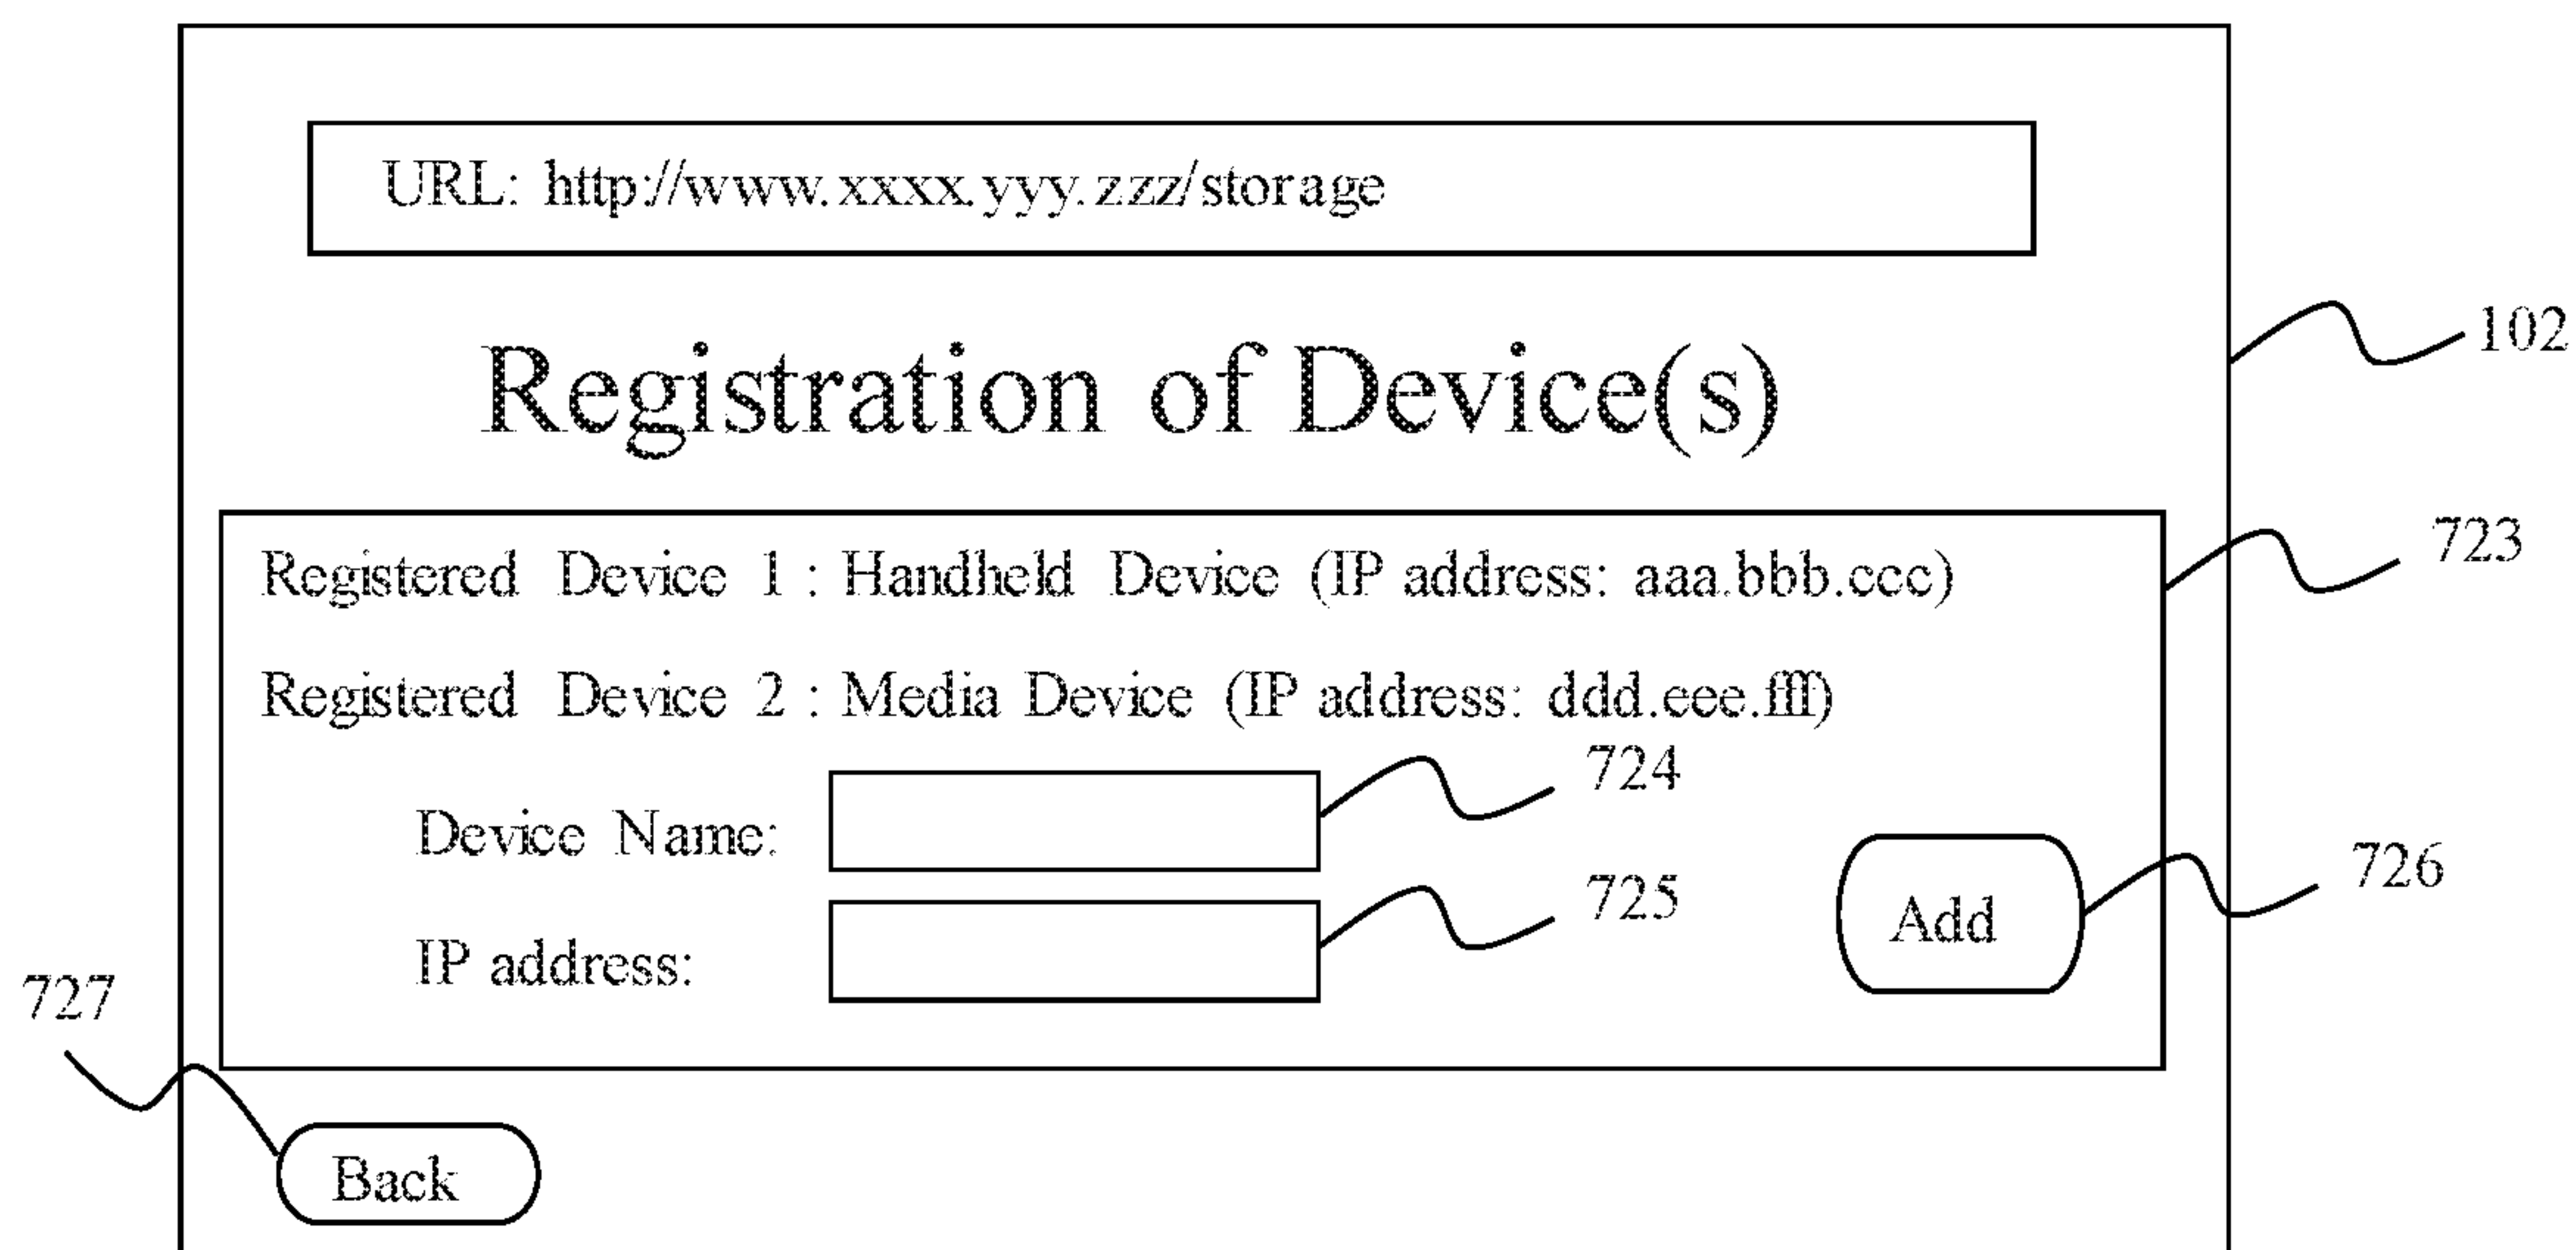 URL: http://www.xxxx.yyy.zzz/storage
102
Registration of Device(s)
723
Registered Device 1 : Handheld Device (IP address: aaa.bbb.ccc)
Registered Device 2 : Media Device (IP address: ddd.eee.fff)
724
Device Name:
725
726
Add
IP address:
727
Back